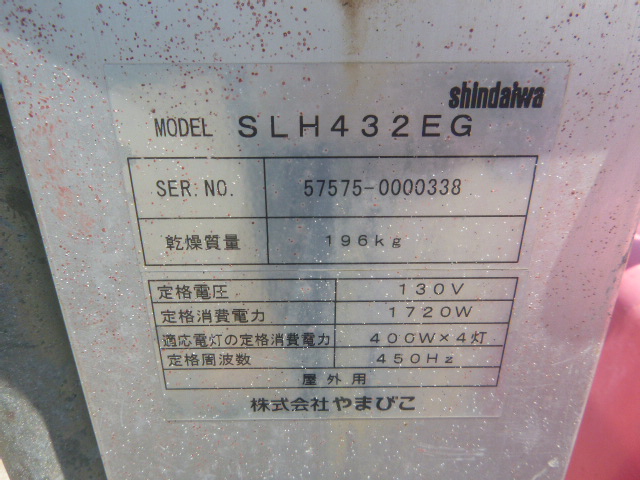 shindaiwa
MODEL SLH432EG
SER. NO. 57575-0000338
乾燥質量 196kg
定格電圧 130V
定格消費電力 1720W
適応電灯の定格消費電力 400W×4灯
定格周波数 450Hz
屋外用
株式会社やまびこ